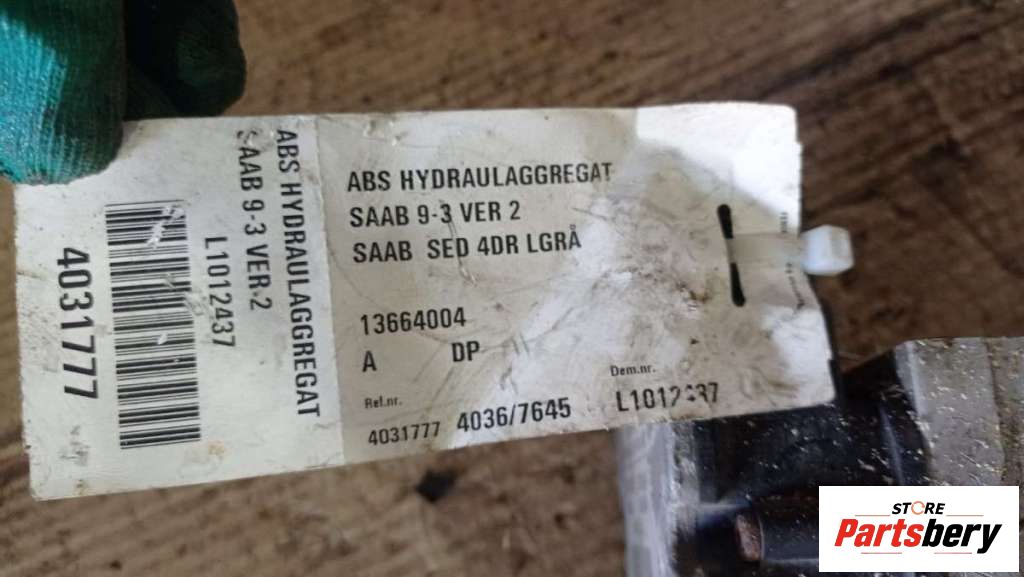 ABS HYDRAULAGGREGAT
SAAB 9-3 VER 2
SAAB SED 4DR LGRÅ
13664004
A DP
Ref.nr. Dem.nr.
4031777 4036/7645 L1012437
ABS HYDRAULAGGREGAT
SAAB 9-3 VER 2
L1012437
4031777
STORE
Partsbery